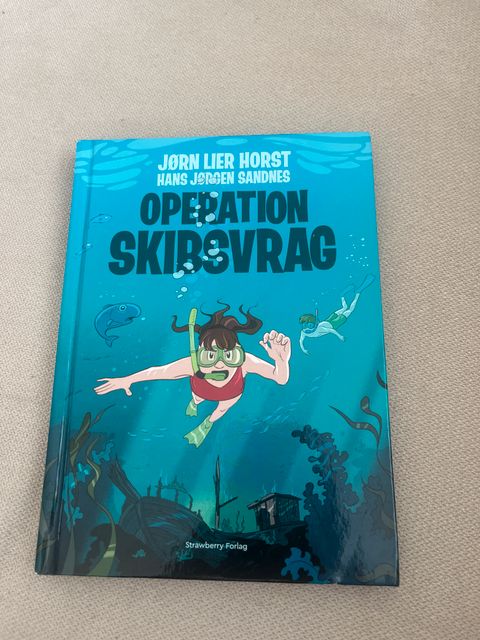 JØRN LIER HORST
HANS JØRGEN SANDNES
OPERATION
SKIBSVRAG
Strawberry Forlag